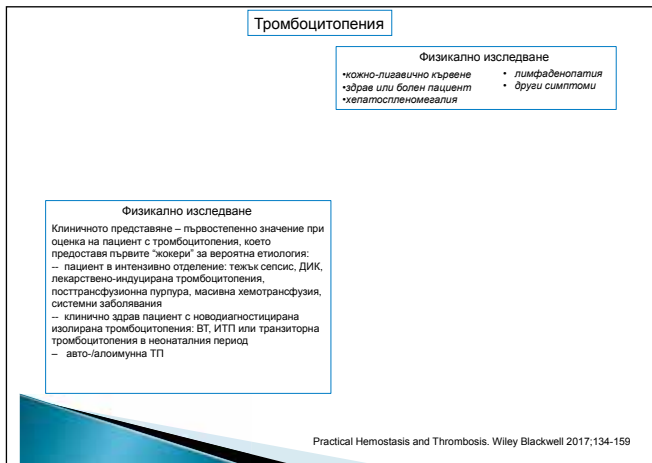 Тромбоцитопения
Физикално изследване
•кожно-лигавично кървене
•здрав или болен пациент
•хепатоспленомегалия
• лимфаденопатия
• други симптоми
Физикално изследване
Клиничното представяне – първостепенно значение при
оценка на пациент с тромбоцитопения, което
предоставя първите “жокери” за вероятна етиология:
-- пациент в интензивно отделение: тежък сепсис, ДИК,
лекарствено-индуцирана тромбоцитопения,
посттрансфузионна пурпура, масивна хемотрансфузия,
системни заболявания
-- клинично здрав пациент с новодиагностицирана
изолирана тромбоцитопения: ВТ, ИТП или транзиторна
тромбоцитопения в неонаталния период
– авто-/алоимунна ТП
Practical Hemostasis and Thrombosis. Wiley Blackwell 2017;134-159